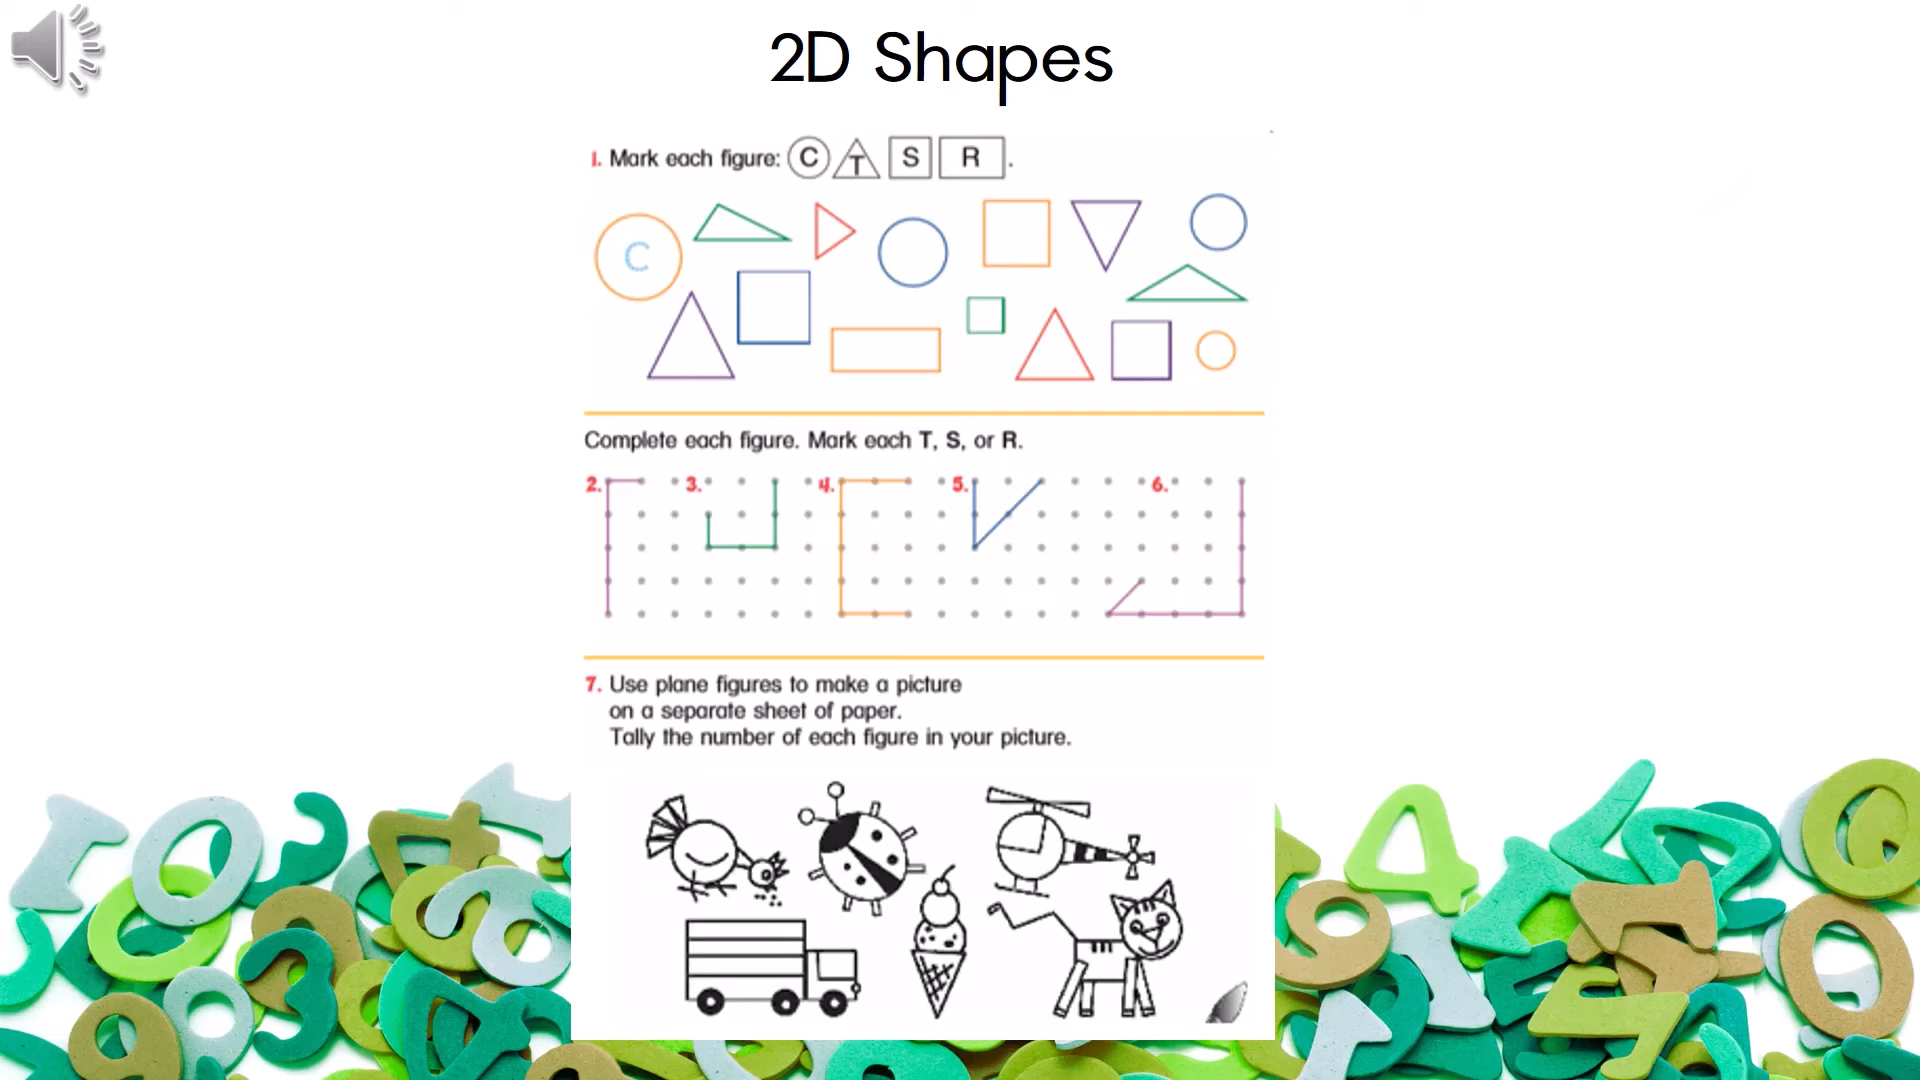 2D Shapes
1. Mark each figure: C T S R .
C
Complete each figure. Mark each T, S, or R.
2. 3. 4. 5. 6.
7. Use plane figures to make a picture
on a separate sheet of paper.
Tally the number of each figure in your picture.